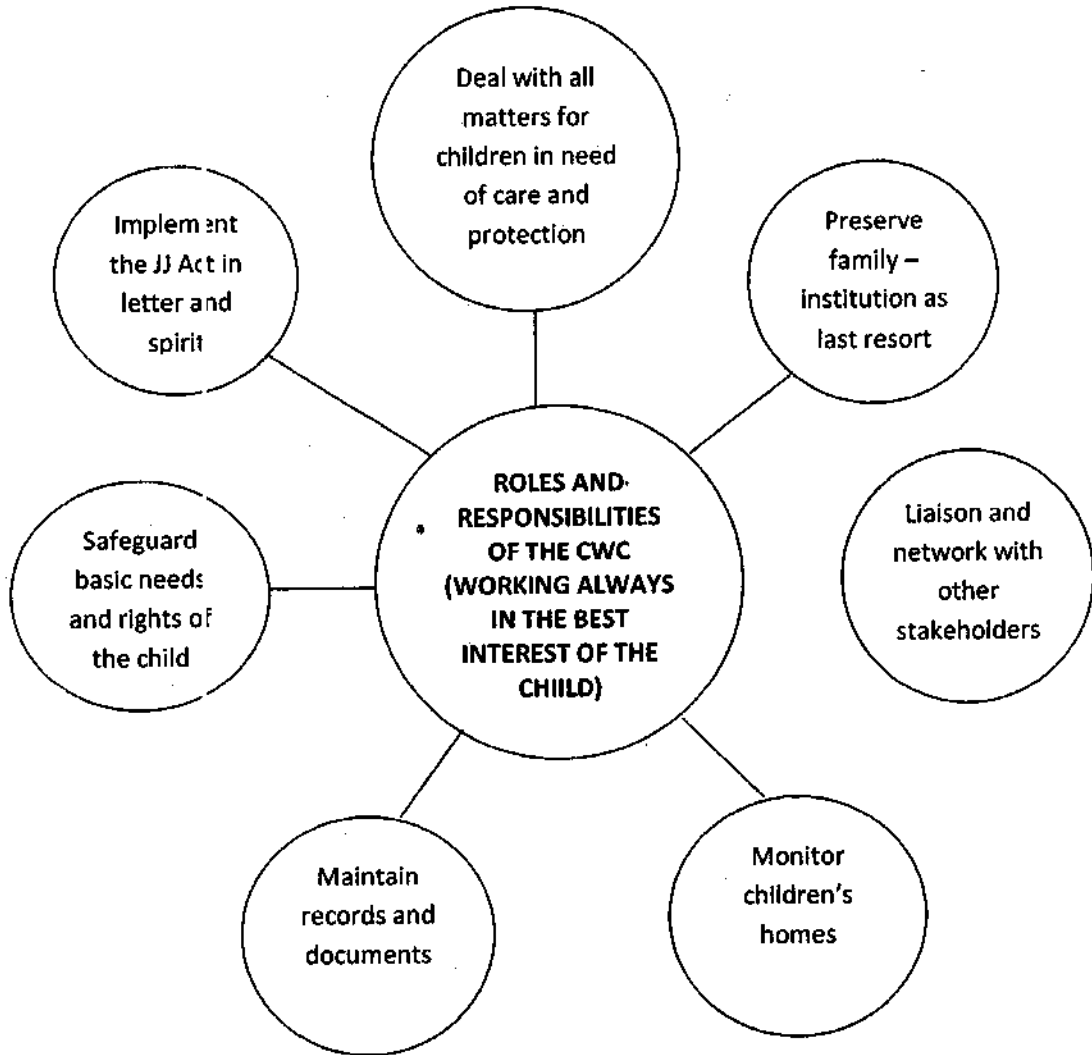 Deal with all
matters for
children in need
of care and
protection
Implement
the JJ Act in
letter and
spirit
Preserve
family –
institution as
last resort
ROLES AND
RESPONSIBILITIES
OF THE CWC
(WORKING ALWAYS
IN THE BEST
INTEREST OF THE
CHIILD)
Safeguard
basic needs
and rights of
the child
Liaison and
network with
other
stakeholders
Maintain
records and
documents
Monitor
children's
homes